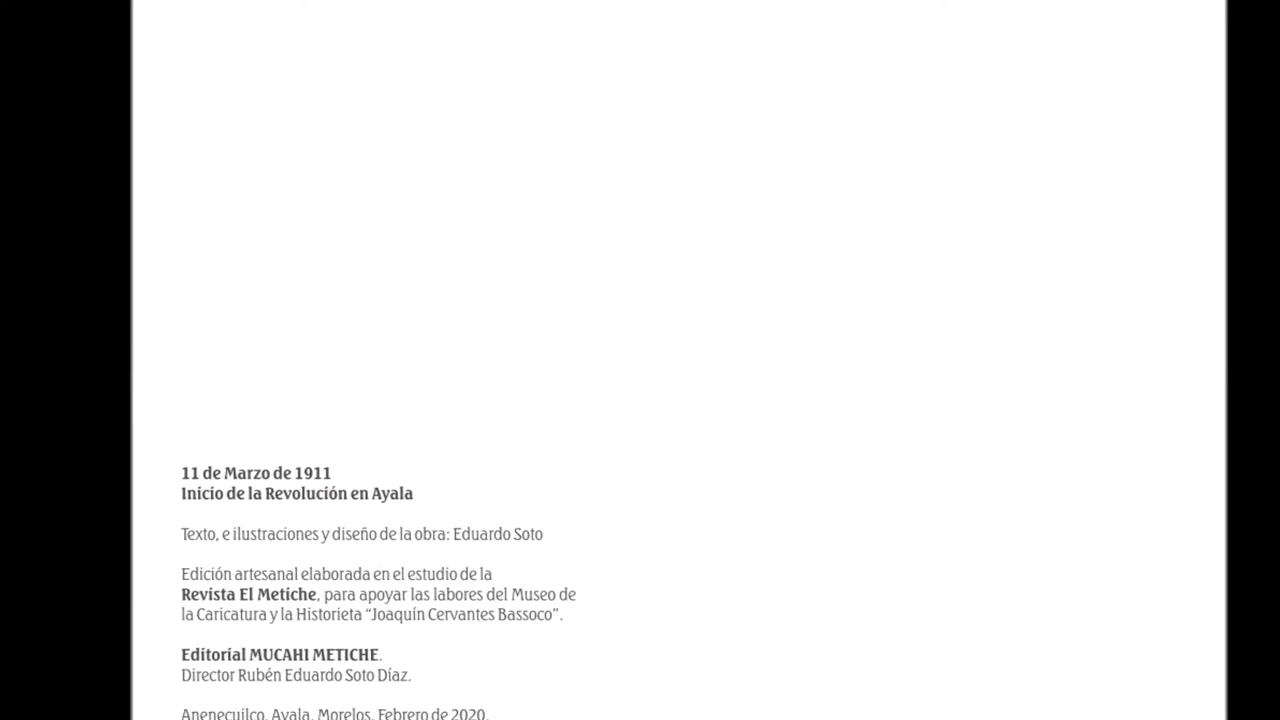 11 de Marzo de 1911
Inicio de la Revolución en Ayala
Texto, e ilustraciones y diseño de la obra: Eduardo Soto
Edición artesanal elaborada en el estudio de la
Revista El Metiche, para apoyar las labores del Museo de
la Caricatura y la Historieta “Joaquín Cervantes Bassoco”.
Editorial MUCAHI METICHE.
Director Rubén Eduardo Soto Díaz.
Anenecuilco, Ayala, Morelos, Febrero de 2020.